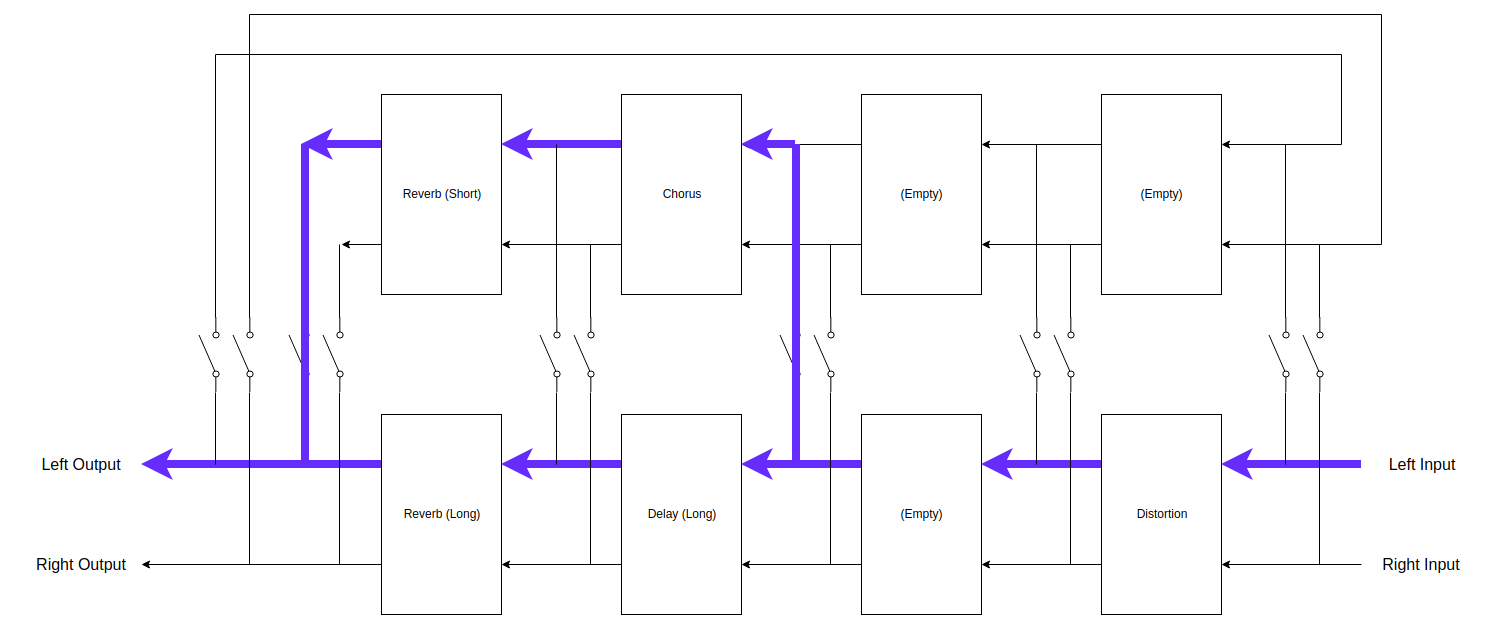 Reverb (Short)
Chorus
(Empty)
(Empty)
Left Output
Left Input
Reverb (Long)
Delay (Long)
(Empty)
Distortion
Right Output
Right Input